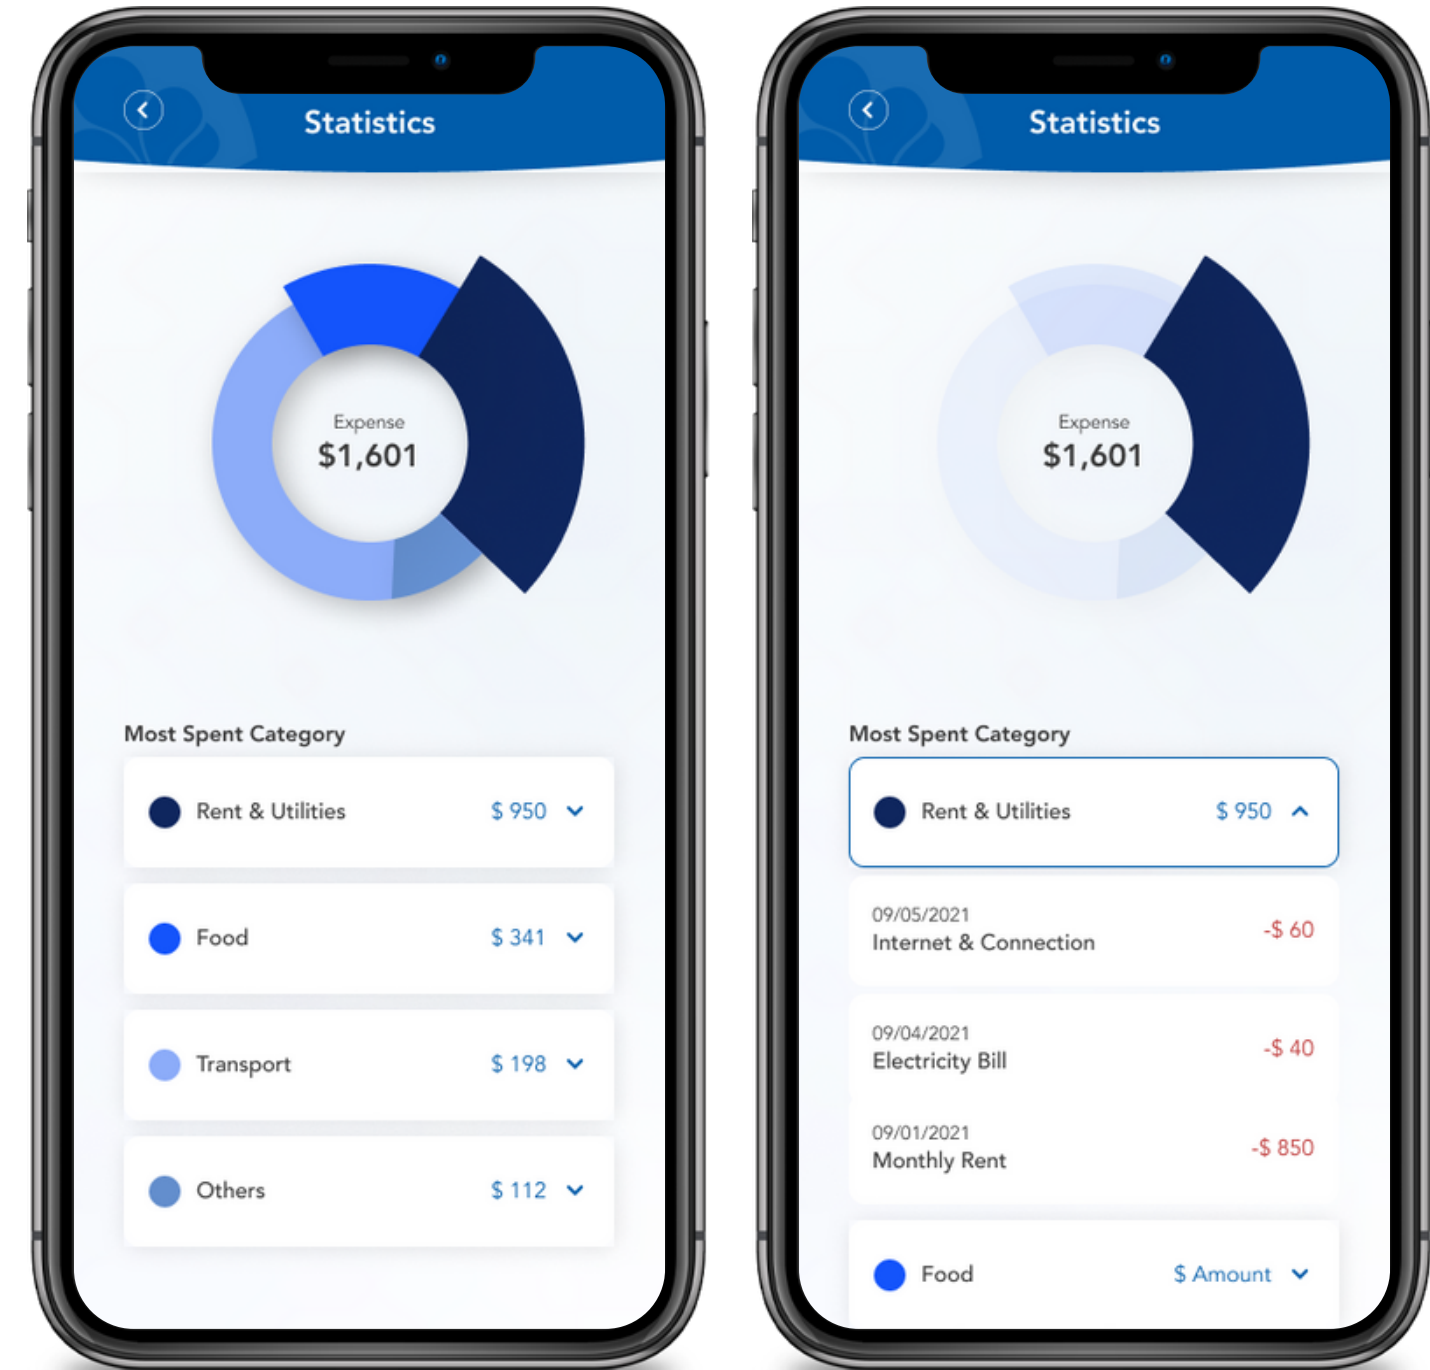 Statistics
Expense
$1,601
Most Spent Category
Rent & Utilities $ 950
Food $ 341
Transport $ 198
Others $ 112
Statistics
Expense
$1,601
Most Spent Category
Rent & Utilities $ 950
09/05/2021
Internet & Connection -$ 60
09/04/2021
Electricity Bill -$ 40
09/01/2021
Monthly Rent -$ 850
Food $ Amount